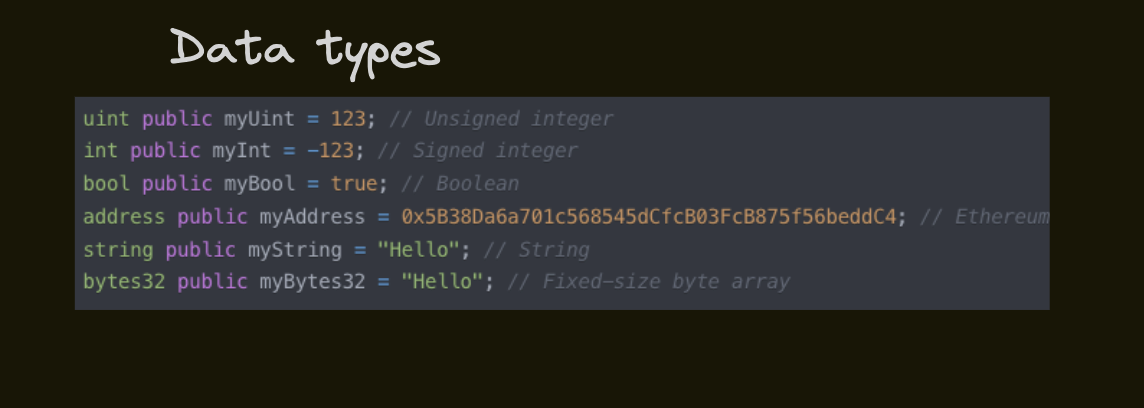 Data types
uint public myUint = 123; // Unsigned integer
int public myInt = -123; // Signed integer
bool public myBool = true; // Boolean
address public myAddress = 0x5B38Da6a701c568545dCfcB03FcB875f56beddC4; // Ethereum
string public myString = "Hello"; // String
bytes32 public myBytes32 = "Hello"; // Fixed-size byte array